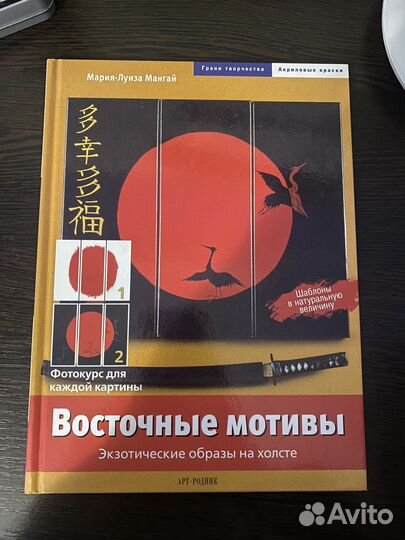 Грани творчества Акриловые краски
Мария-Луиза Мангай
多
幸
多
多
福
1
2
Шаблоны
в натуральную
величину
Фотокурс для
каждой картины
Восточные мотивы
Экзотические образы на холсте
АРТ-РОДНИК
Avito